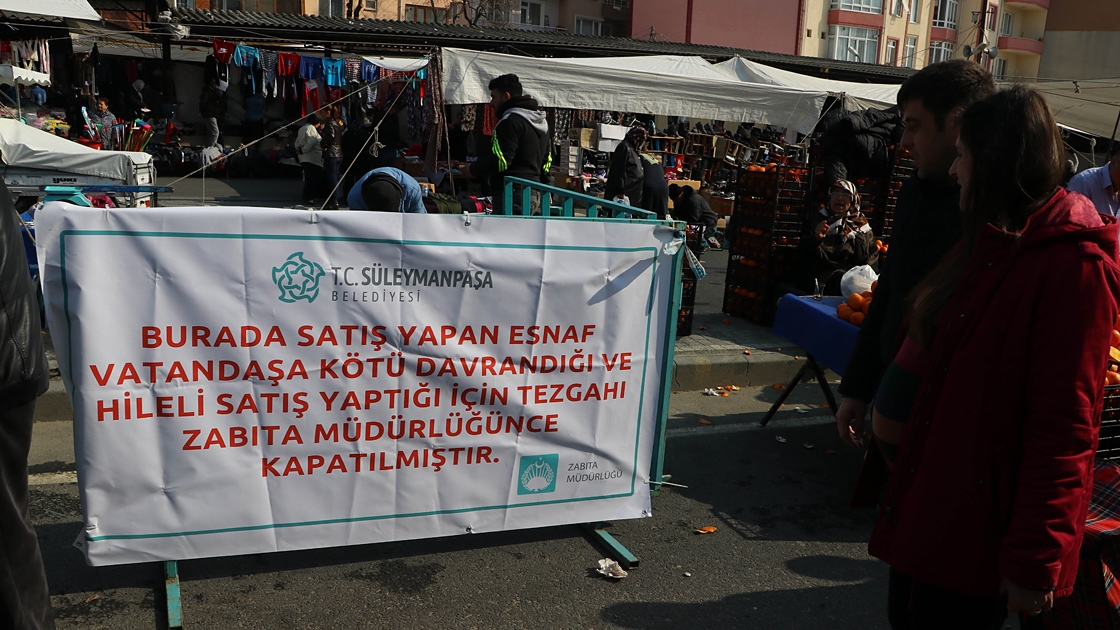 T.C. SÜLEYMANPAŞA
BELEDİYESİ
BURADA SATIŞ YAPAN ESNAF
VATANDAŞA KÖTÜ DAVRANDIĞI VE
HİLELİ SATIŞ YAPTIĞI İÇİN TEZGAHI
ZABITA MÜDÜRLÜĞÜNCE
KAPATILMIŞTIR.
ZABITA
MÜDÜRLÜĞÜ